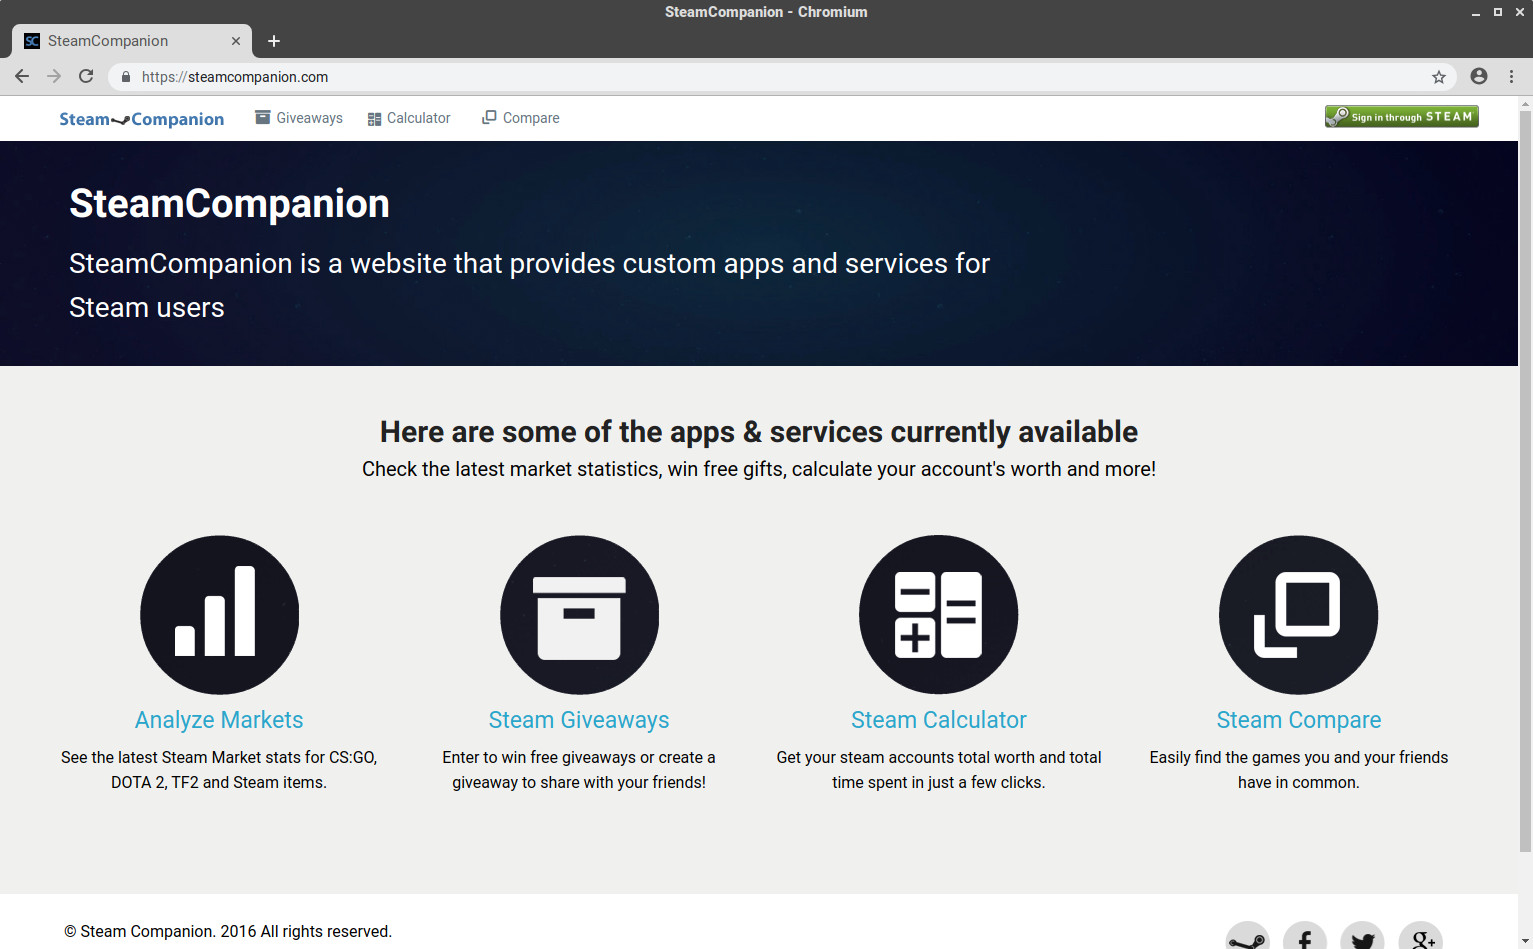 SteamCompanion - Chromium
SC SteamCompanion
https://steamcompanion.com
Steam Companion Giveaways Calculator Compare Sign in through STEAM
SteamCompanion
SteamCompanion is a website that provides custom apps and services for
Steam users
Here are some of the apps & services currently available
Check the latest market statistics, win free gifts, calculate your account's worth and more!
Analyze Markets
See the latest Steam Market stats for CS:GO,
DOTA 2, TF2 and Steam items.
Steam Giveaways
Enter to win free giveaways or create a
giveaway to share with your friends!
Steam Calculator
Get your steam accounts total worth and total
time spent in just a few clicks.
Steam Compare
Easily find the games you and your friends
have in common.
© Steam Companion. 2016 All rights reserved.
f g+